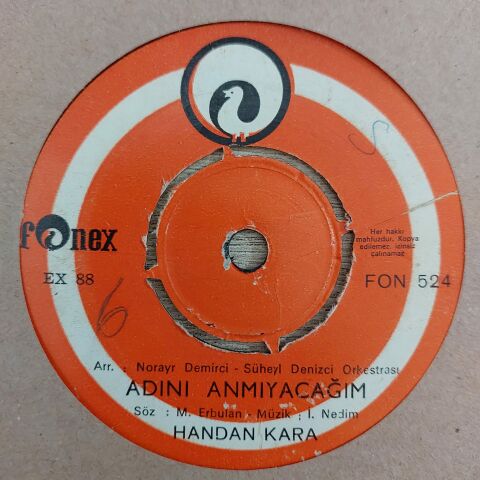 fonex
EX 88
Her hakkı
mahfuzdur. Kopya
edilemez, izinsiz
çalınamaz
FON 524
6
Arr. : Norayr Demirci - Süheyl Denizci Orkestrası
ADINI ANMIYACAĞIM
Söz : M. Erbulan - Müzik : İ. Nedim
HANDAN KARA